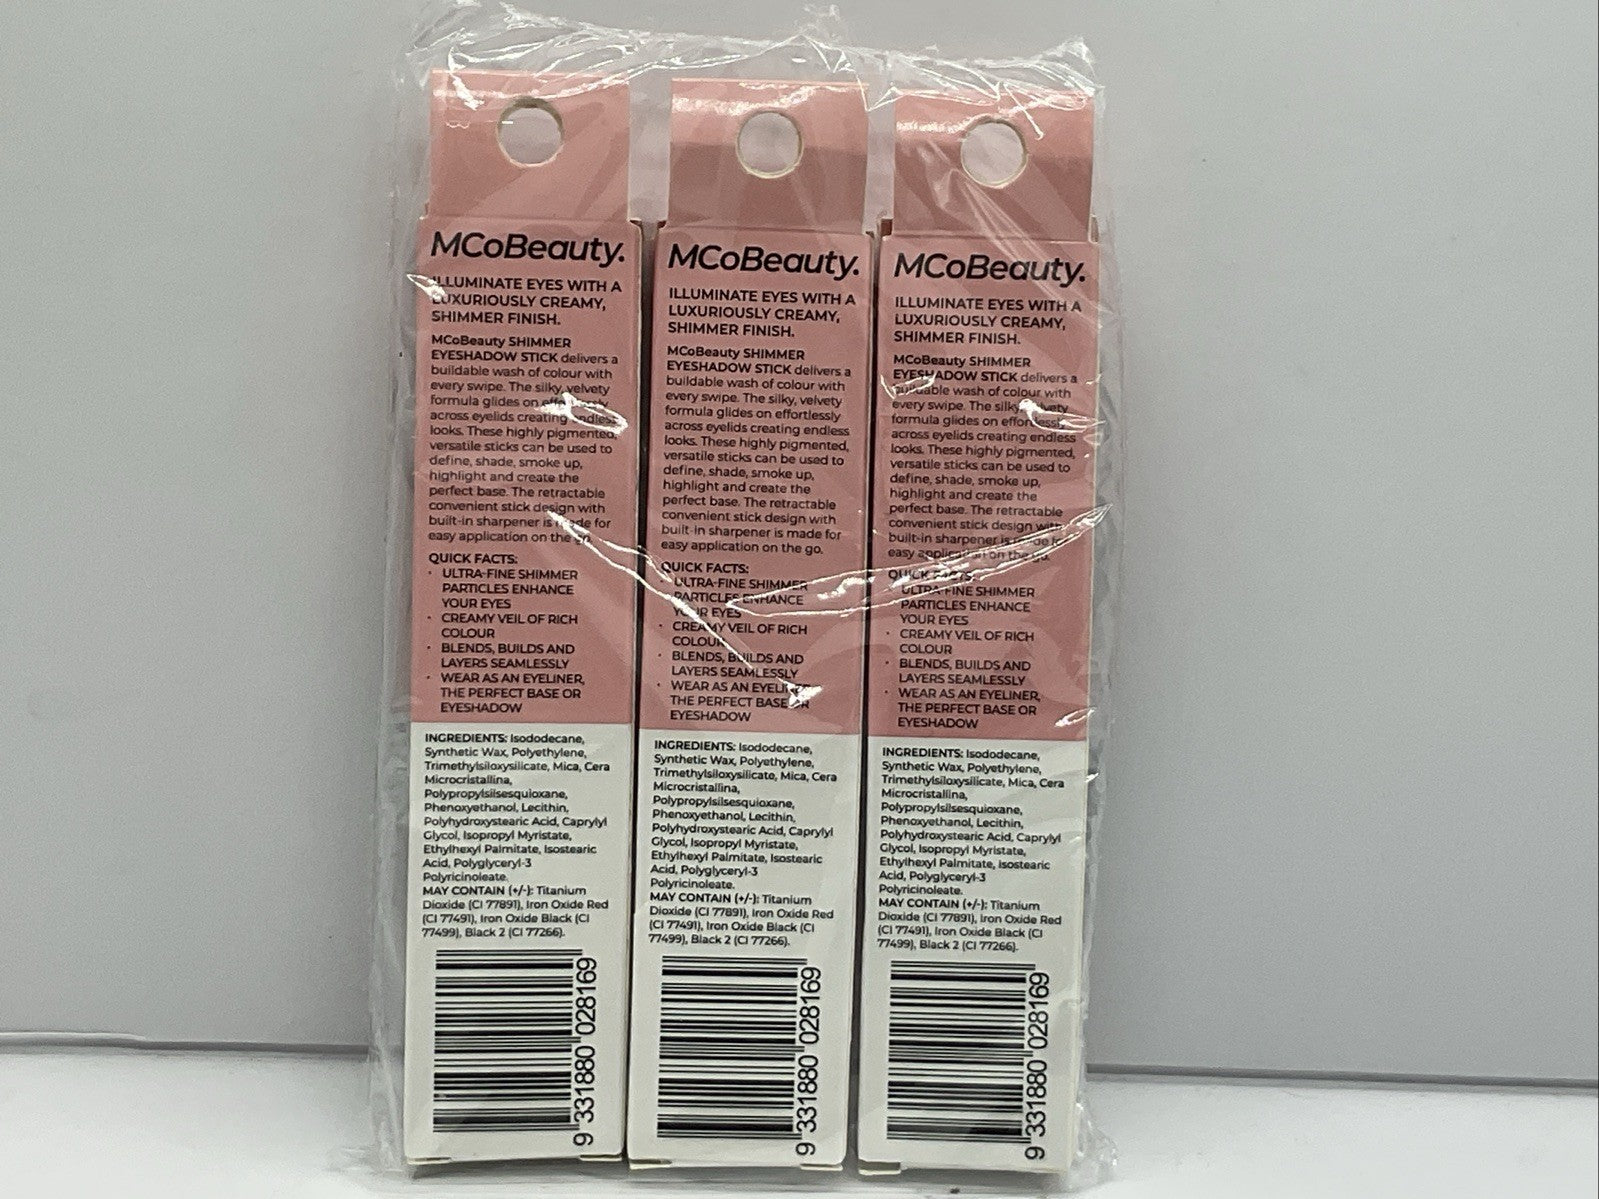 MCoBeauty.
ILLUMINATE EYES WITH A
LUXURIOUSLY CREAMY,
SHIMMER FINISH.
MCoBeauty SHIMMER
EYESHADOW STICK delivers a
buildable wash of colour with
every swipe. The silky, velvety
formula glides on effortlessly
across eyelids creating endless
looks. These highly pigmented,
versatile sticks can be used to
define, shade, smoke up,
highlight and create the
perfect base. The retractable
convenient stick design with
built-in sharpener is made for
easy application on the go.
QUICK FACTS:
· ULTRA-FINE SHIMMER
PARTICLES ENHANCE
YOUR EYES
· CREAMY VEIL OF RICH
COLOUR
· BLENDS, BUILDS AND
LAYERS SEAMLESSLY
· WEAR AS AN EYELINER,
THE PERFECT BASE OR
EYESHADOW
INGREDIENTS: Isododecane,
Synthetic Wax, Polyethylene,
Trimethylsiloxysilicate, Mica, Cera
Microcristallina,
Polypropylsilsesquioxane,
Phenoxyethanol, Lecithin,
Polyhydroxystearic Acid, Caprylyl
Glycol, Isopropyl Myristate,
Ethylhexyl Palmitate, Isostearic
Acid, Polyglyceryl-3
Polyricinoleate.
MAY CONTAIN (+/-): Titanium
Dioxide (CI 77891), Iron Oxide Red
(CI 77491), Iron Oxide Black (CI
77499), Black 2 (CI 77266).
9 331880 028169
MCoBeauty.
ILLUMINATE EYES WITH A
LUXURIOUSLY CREAMY,
SHIMMER FINISH.
MCoBeauty SHIMMER
EYESHADOW STICK delivers a
buildable wash of colour with
every swipe. The silky, velvety
formula glides on effortlessly
across eyelids creating endless
looks. These highly pigmented,
versatile sticks can be used to
define, shade, smoke up,
highlight and create the
perfect base. The retractable
convenient stick design with
built-in sharpener is made for
easy application on the go.
QUICK FACTS:
· ULTRA-FINE SHIMMER
PARTICLES ENHANCE
YOUR EYES
· CREAMY VEIL OF RICH
COLOUR
· BLENDS, BUILDS AND
LAYERS SEAMLESSLY
· WEAR AS AN EYELINER,
THE PERFECT BASE OR
EYESHADOW
INGREDIENTS: Isododecane,
Synthetic Wax, Polyethylene,
Trimethylsiloxysilicate, Mica, Cera
Microcristallina,
Polypropylsilsesquioxane,
Phenoxyethanol, Lecithin,
Polyhydroxystearic Acid, Caprylyl
Glycol, Isopropyl Myristate,
Ethylhexyl Palmitate, Isostearic
Acid, Polyglyceryl-3
Polyricinoleate.
MAY CONTAIN (+/-): Titanium
Dioxide (CI 77891), Iron Oxide Red
(CI 77491), Iron Oxide Black (CI
77499), Black 2 (CI 77266).
9 331880 028169
MCoBeauty.
ILLUMINATE EYES WITH A
LUXURIOUSLY CREAMY,
SHIMMER FINISH.
MCoBeauty SHIMMER
EYESHADOW STICK delivers a
buildable wash of colour with
every swipe. The silky, velvety
formula glides on effortlessly
across eyelids creating endless
looks. These highly pigmented,
versatile sticks can be used to
define, shade, smoke up,
highlight and create the
perfect base. The retractable
convenient stick design with
built-in sharpener is made for
easy application on the go.
QUICK FACTS:
· ULTRA-FINE SHIMMER
PARTICLES ENHANCE
YOUR EYES
· CREAMY VEIL OF RICH
COLOUR
· BLENDS, BUILDS AND
LAYERS SEAMLESSLY
· WEAR AS AN EYELINER,
THE PERFECT BASE OR
EYESHADOW
INGREDIENTS: Isododecane,
Synthetic Wax, Polyethylene,
Trimethylsiloxysilicate, Mica, Cera
Microcristallina,
Polypropylsilsesquioxane,
Phenoxyethanol, Lecithin,
Polyhydroxystearic Acid, Caprylyl
Glycol, Isopropyl Myristate,
Ethylhexyl Palmitate, Isostearic
Acid, Polyglyceryl-3
Polyricinoleate.
MAY CONTAIN (+/-): Titanium
Dioxide (CI 77891), Iron Oxide Red
(CI 77491), Iron Oxide Black (CI
77499), Black 2 (CI 77266).
9 331880 028169